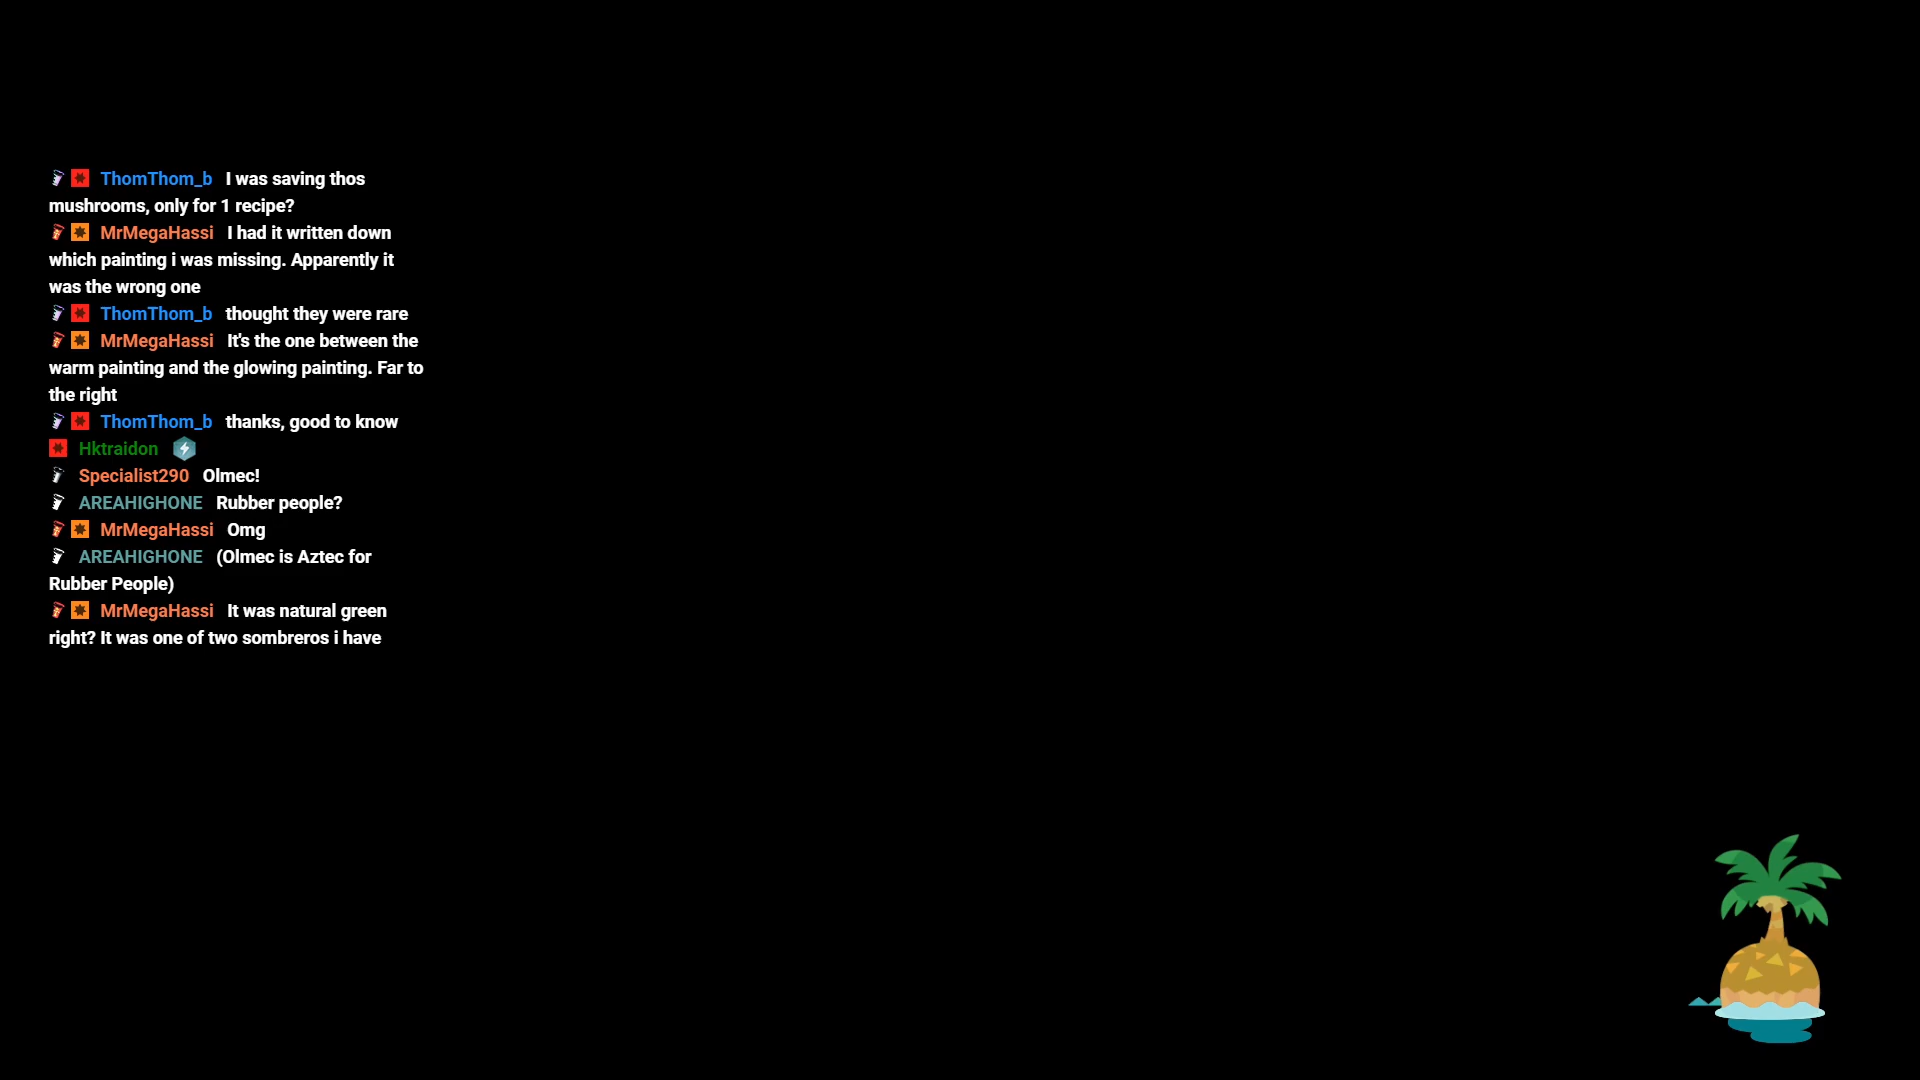 ThomThom_b I was saving thos
mushrooms, only for 1 recipe?
MrMegaHassi I had it written down
which painting i was missing. Apparently it
was the wrong one
ThomThom_b thought they were rare
MrMegaHassi It's the one between the
warm painting and the glowing painting. Far to
the right
ThomThom_b thanks, good to know
Hktraidon
Specialist290 Olmec!
AREAHIGHONE Rubber people?
MrMegaHassi Omg
AREAHIGHONE (Olmec is Aztec for
Rubber People)
MrMegaHassi It was natural green
right? It was one of two sombreros i have